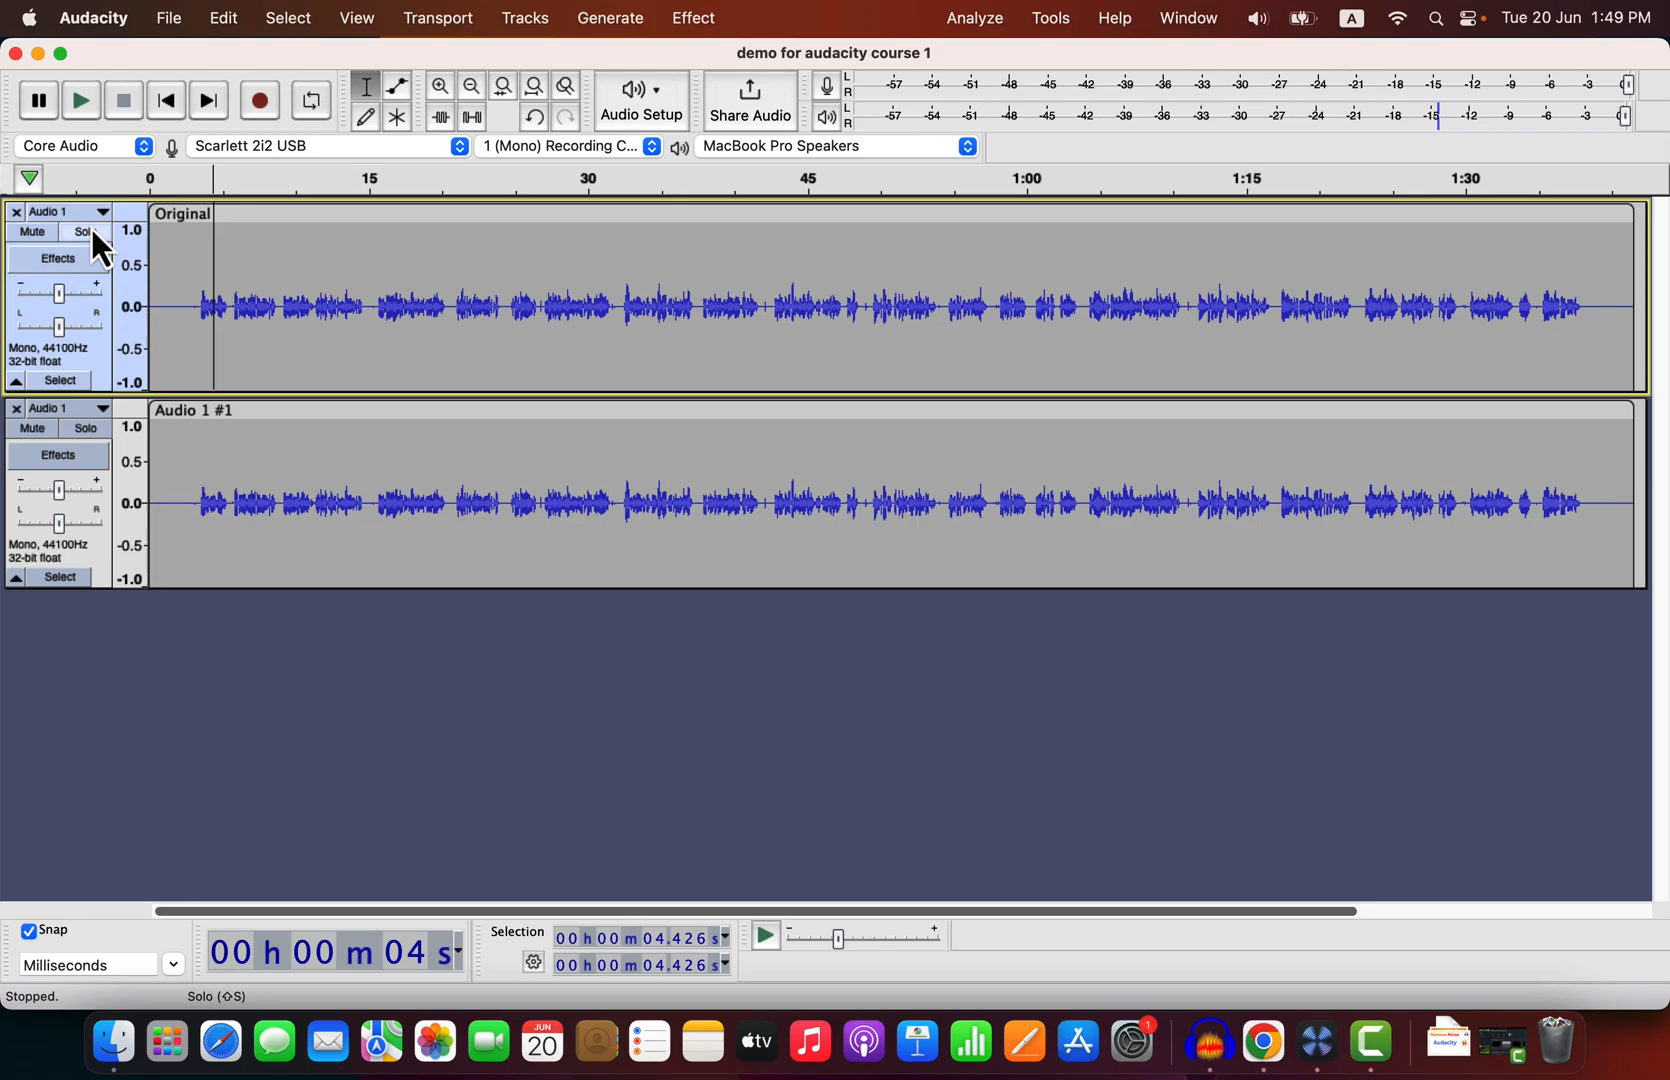 Audacity File Edit Select View Transport Tracks Generate Effect Analyze Tools Help Window A Tue 20 Jun 1:49 PM
demo for audacity course 1
Audio Setup Share Audio
L R -57 -54 -51 -48 -45 -42 -39 -36 -33 -30 -27 -24 -21 -18 -15 -12 -9 -6 -3 0
L R -57 -54 -51 -48 -45 -42 -39 -36 -33 -30 -27 -24 -21 -18 -15 -12 -9 -6 -3 0
Core Audio Scarlett 2i2 USB 1 (Mono) Recording C... MacBook Pro Speakers
0 15 30 45 1:00 1:15 1:30
Audio 1 Original
Mute 1.0
Effects 0.5
- +
0.0
L R
Mono, 44100Hz -0.5
32-bit float
Select -1.0
Audio 1 Audio 1 #1
Mute Solo 1.0
Effects 0.5
- +
0.0
L R
Mono, 44100Hz -0.5
32-bit float
Select -1.0
Snap
Milliseconds
00 h 00 m 04 s
Selection 00 h 00 m 04.426 s
00 h 00 m 04.426 s
- +
Stopped. Solo (⇧S)
JUN
20
tv
1
Audacity